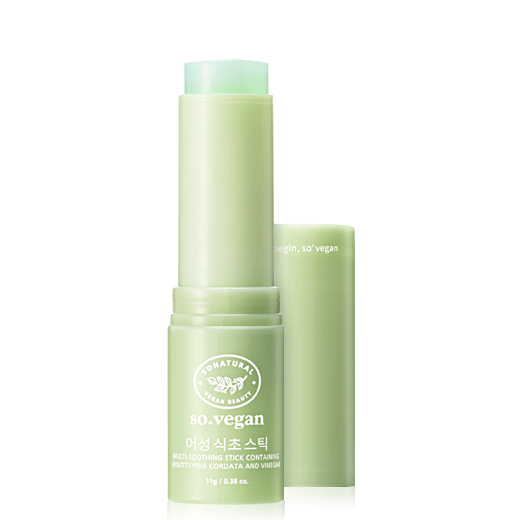 begin, so' vegan
SONATURAL
VEGAN BEAUTY
so.vegan
어성 식초 스틱
MULTI-SOOTHING STICK CONTAINING
HOUTTUYNIA CORDATA AND VINEGAR
11g / 0.38 oz.